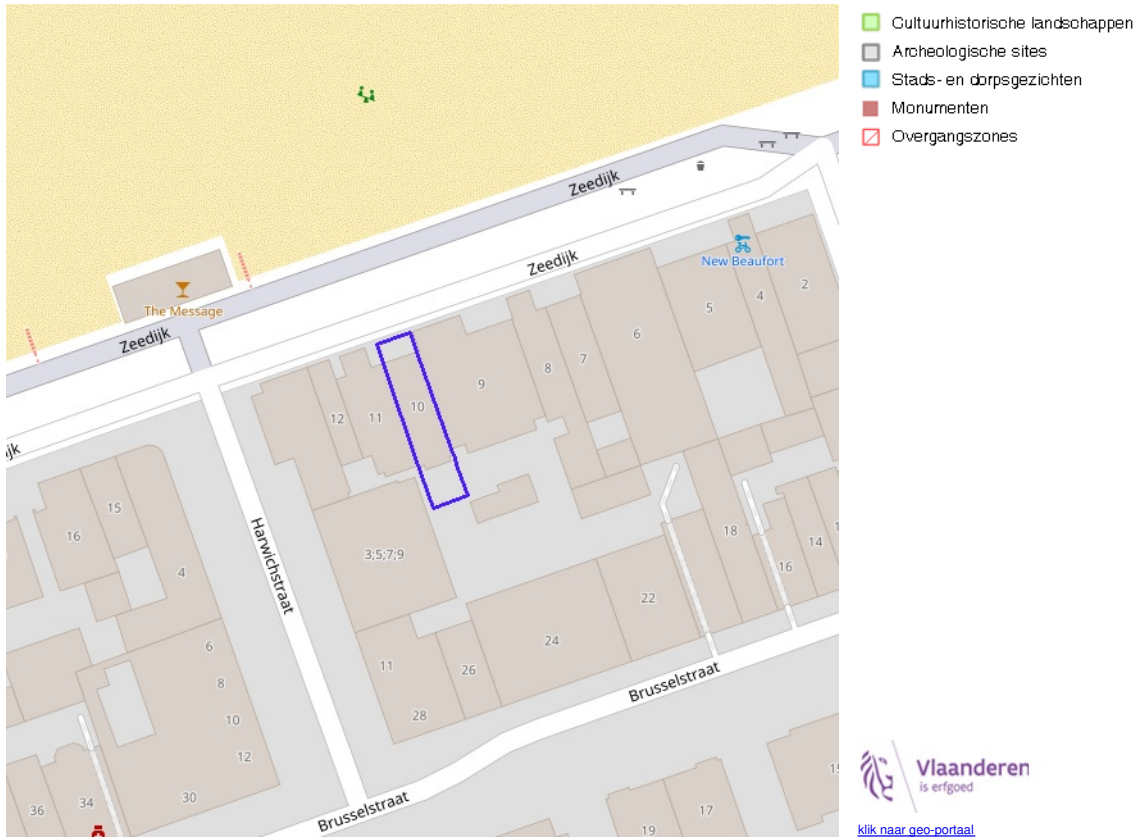 Cultuurhistorische landschappen
Archeologische sites
Stads- en dorpsgezichten
Monumenten
Overgangszones
Zeedijk
Zeedijk
New Beaufort
The Message
Zeedijk
2
4
5
6
7
8
9
10
11
12
ijk
15
16
4
Harwichstraat
3;5;7;9
18
14
16
22
24
26
11
28
6
8
10
12
30
34
36
Brusselstraat
Brusselstraat
17
19
Vlaanderen
is erfgoed
klik naar geo-portaal